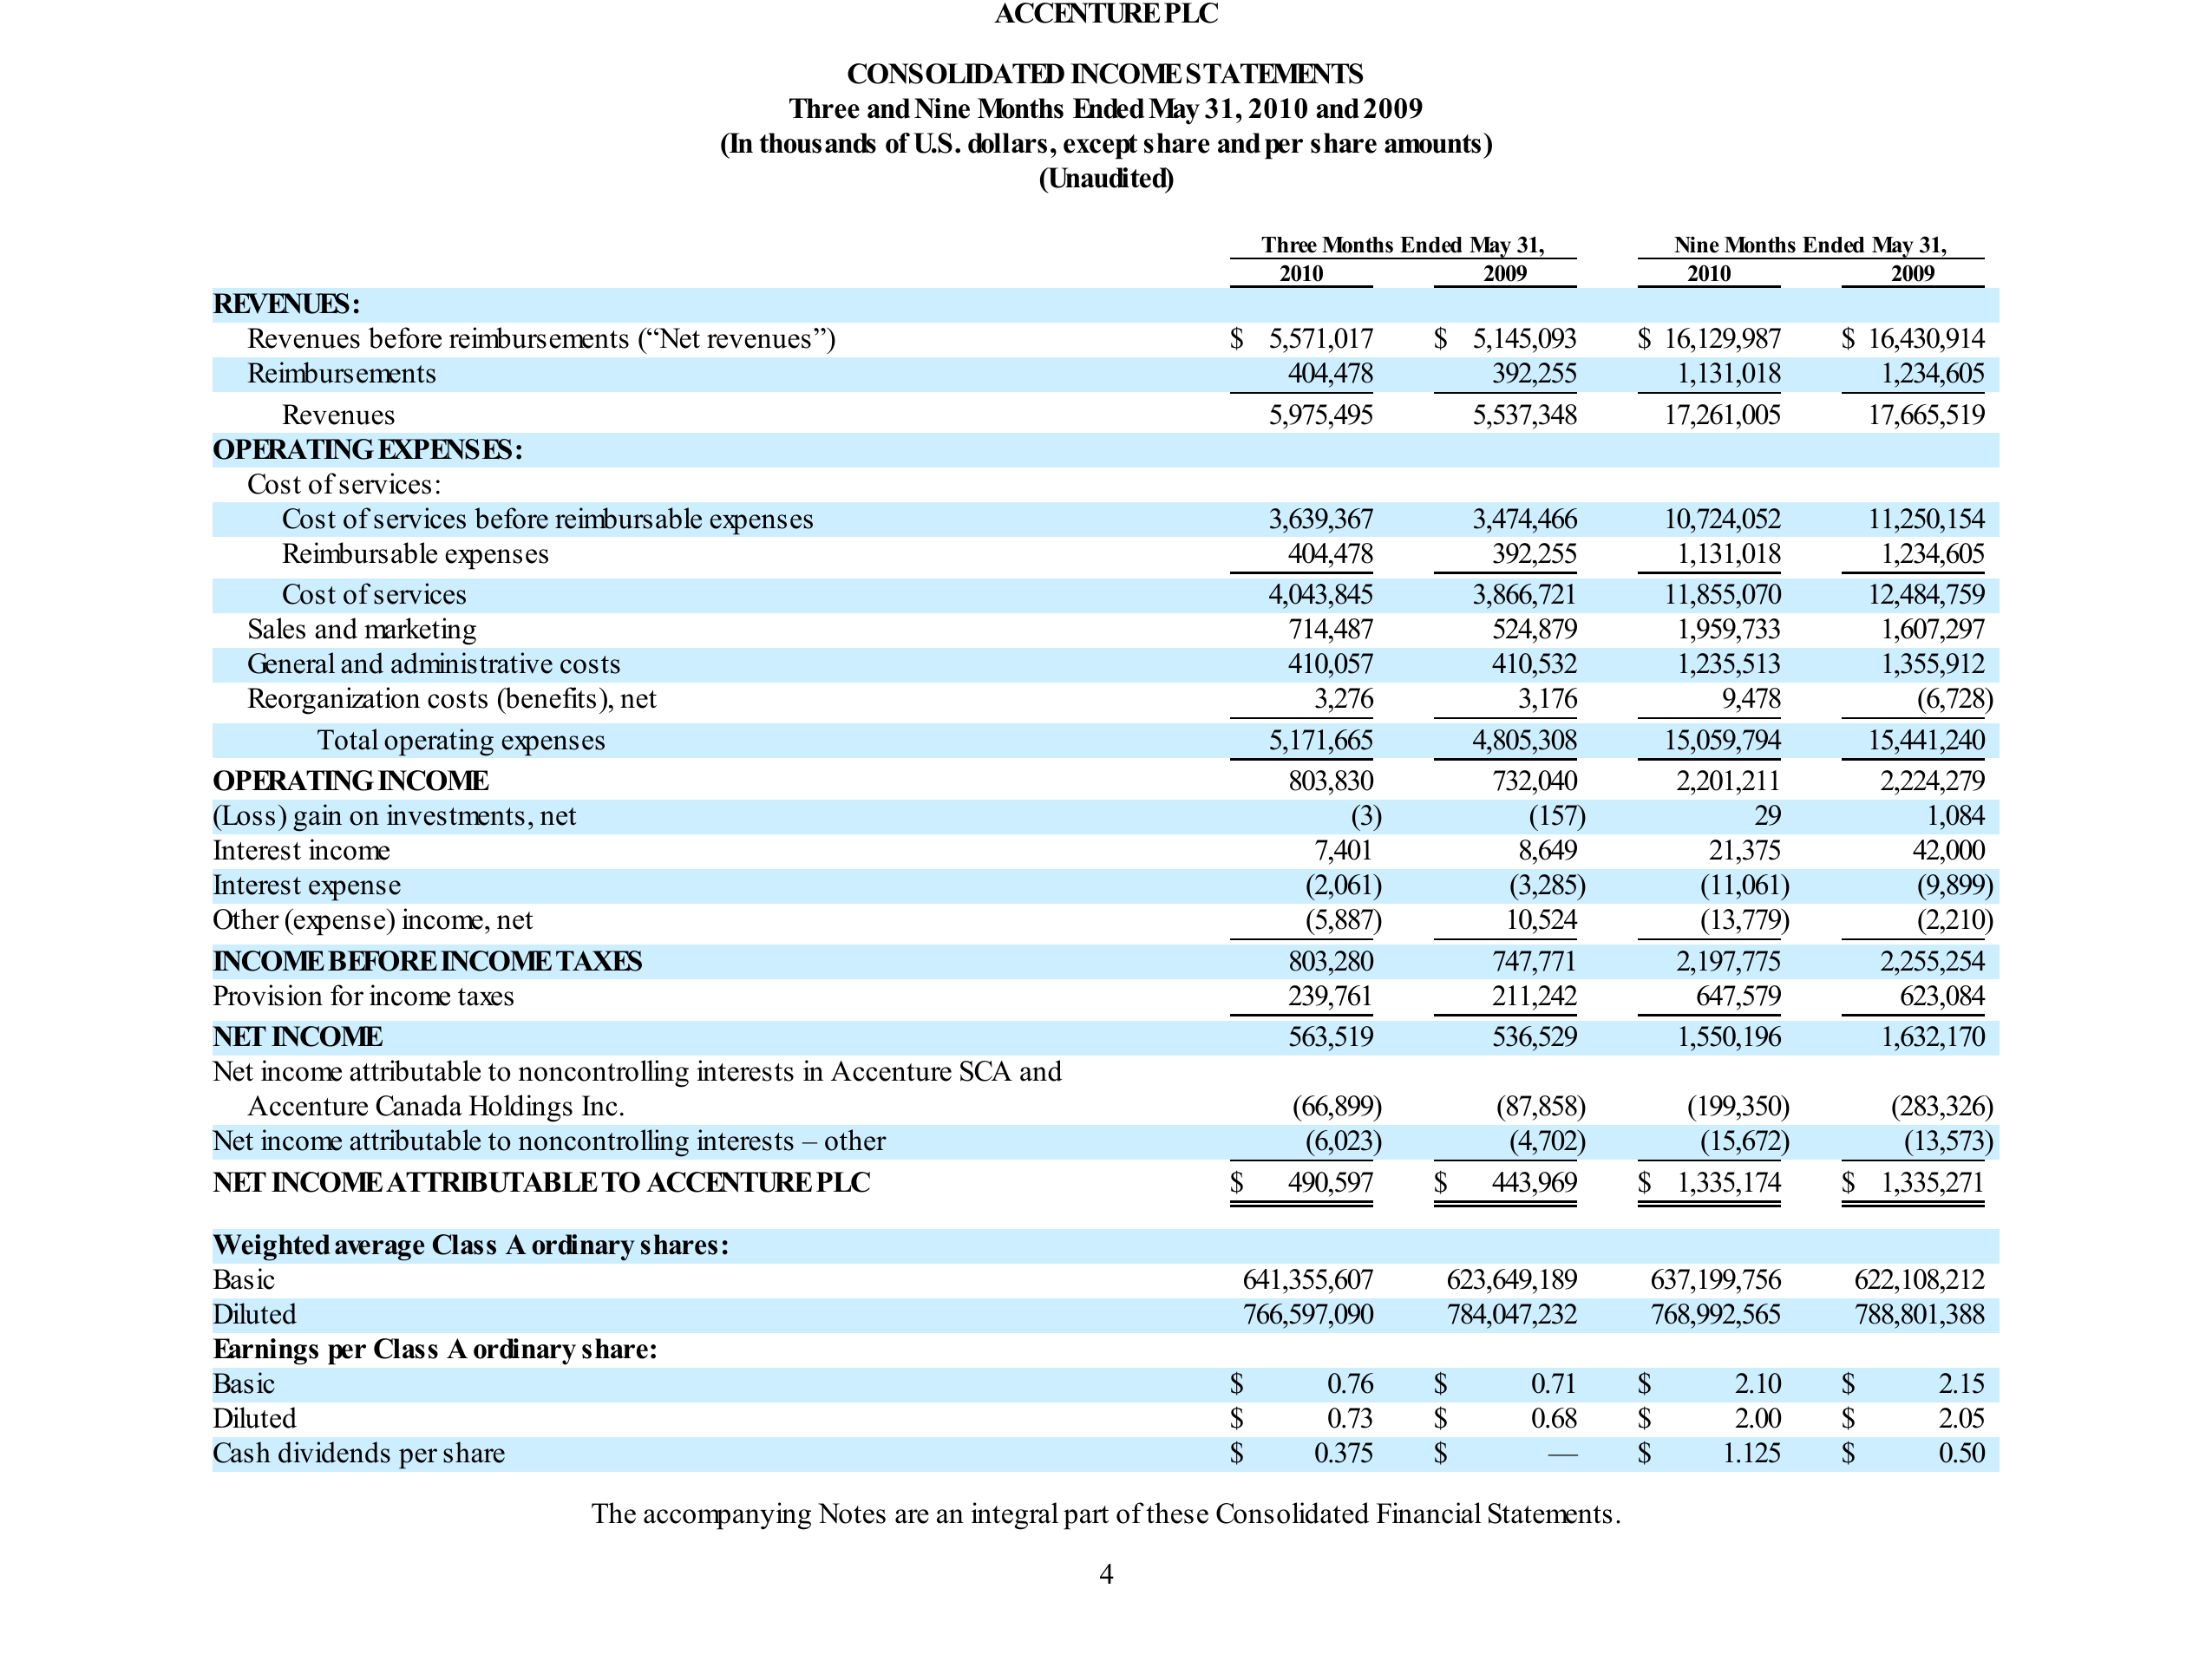 ACCENTURE PLC
CONSOLIDATED INCOME STATEMENTS
Three and Nine Months Ended May 31, 2010 and 2009
(In thousands of U.S. dollars, except share and per share amounts)
(Unaudited)
Three Months Ended May 31, Nine Months Ended May 31,
2010 2009 2010 2009
REVENUES:
Revenues before reimbursements (“Net revenues”) $ 5,571,017 $ 5,145,093 $ 16,129,987 $ 16,430,914
Reimbursements 404,478 392,255 1,131,018 1,234,605
Revenues 5,975,495 5,537,348 17,261,005 17,665,519
OPERATING EXPENSES:
Cost of services:
Cost of services before reimbursable expenses 3,639,367 3,474,466 10,724,052 11,250,154
Reimbursable expenses 404,478 392,255 1,131,018 1,234,605
Cost of services 4,043,845 3,866,721 11,855,070 12,484,759
Sales and marketing 714,487 524,879 1,959,733 1,607,297
General and administrative costs 410,057 410,532 1,235,513 1,355,912
Reorganization costs (benefits), net 3,276 3,176 9,478 (6,728)
Total operating expenses 5,171,665 4,805,308 15,059,794 15,441,240
OPERATING INCOME 803,830 732,040 2,201,211 2,224,279
(Loss) gain on investments, net (3) (157) 29 1,084
Interest income 7,401 8,649 21,375 42,000
Interest expense (2,061) (3,285) (11,061) (9,899)
Other (expense) income, net (5,887) 10,524 (13,779) (2,210)
INCOME BEFORE INCOME TAXES 803,280 747,771 2,197,775 2,255,254
Provision for income taxes 239,761 211,242 647,579 623,084
NET INCOME 563,519 536,529 1,550,196 1,632,170
Net income attributable to noncontrolling interests in Accenture SCA and
Accenture Canada Holdings Inc. (66,899) (87,858) (199,350) (283,326)
Net income attributable to noncontrolling interests – other (6,023) (4,702) (15,672) (13,573)
NET INCOME ATTRIBUTABLE TO ACCENTURE PLC $ 490,597 $ 443,969 $ 1,335,174 $ 1,335,271
Weighted average Class A ordinary shares:
Basic 641,355,607 623,649,189 637,199,756 622,108,212
Diluted 766,597,090 784,047,232 768,992,565 788,801,388
Earnings per Class A ordinary share:
Basic $ 0.76 $ 0.71 $ 2.10 $ 2.15
Diluted $ 0.73 $ 0.68 $ 2.00 $ 2.05
Cash dividends per share $ 0.375 $ — $ 1.125 $ 0.50
The accompanying Notes are an integral part of these Consolidated Financial Statements.
4